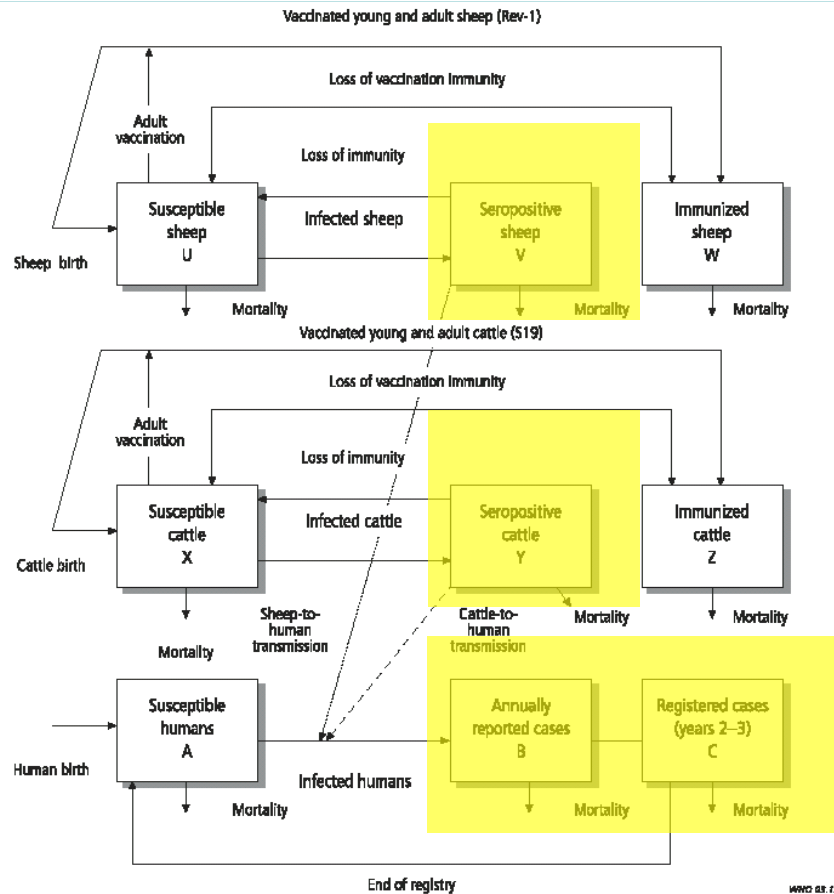 Vaccinated young and adult sheep (Rev-1)
Loss of vaccination immunity
Adult
vaccination
Loss of immunity
Susceptible
sheep
U
Infected sheep
Seropositive
sheep
V
Immunized
sheep
W
Sheep birth
Mortality
Mortality
Mortality
Vaccinated young and adult cattle (S19)
Loss of vaccination immunity
Adult
vaccination
Loss of immunity
Susceptible
cattle
X
Infected cattle
Seropositive
cattle
Y
Immunized
cattle
Z
Cattle birth
Mortality
Sheep-to-
human
transmission
Cattle-to-
human
transmission
Mortality
Mortality
Susceptible
humans
A
Annually
reported cases
B
Registered cases
(years 2–3)
C
Human birth
Infected humans
Mortality
Mortality
Mortality
End of registry
WHO